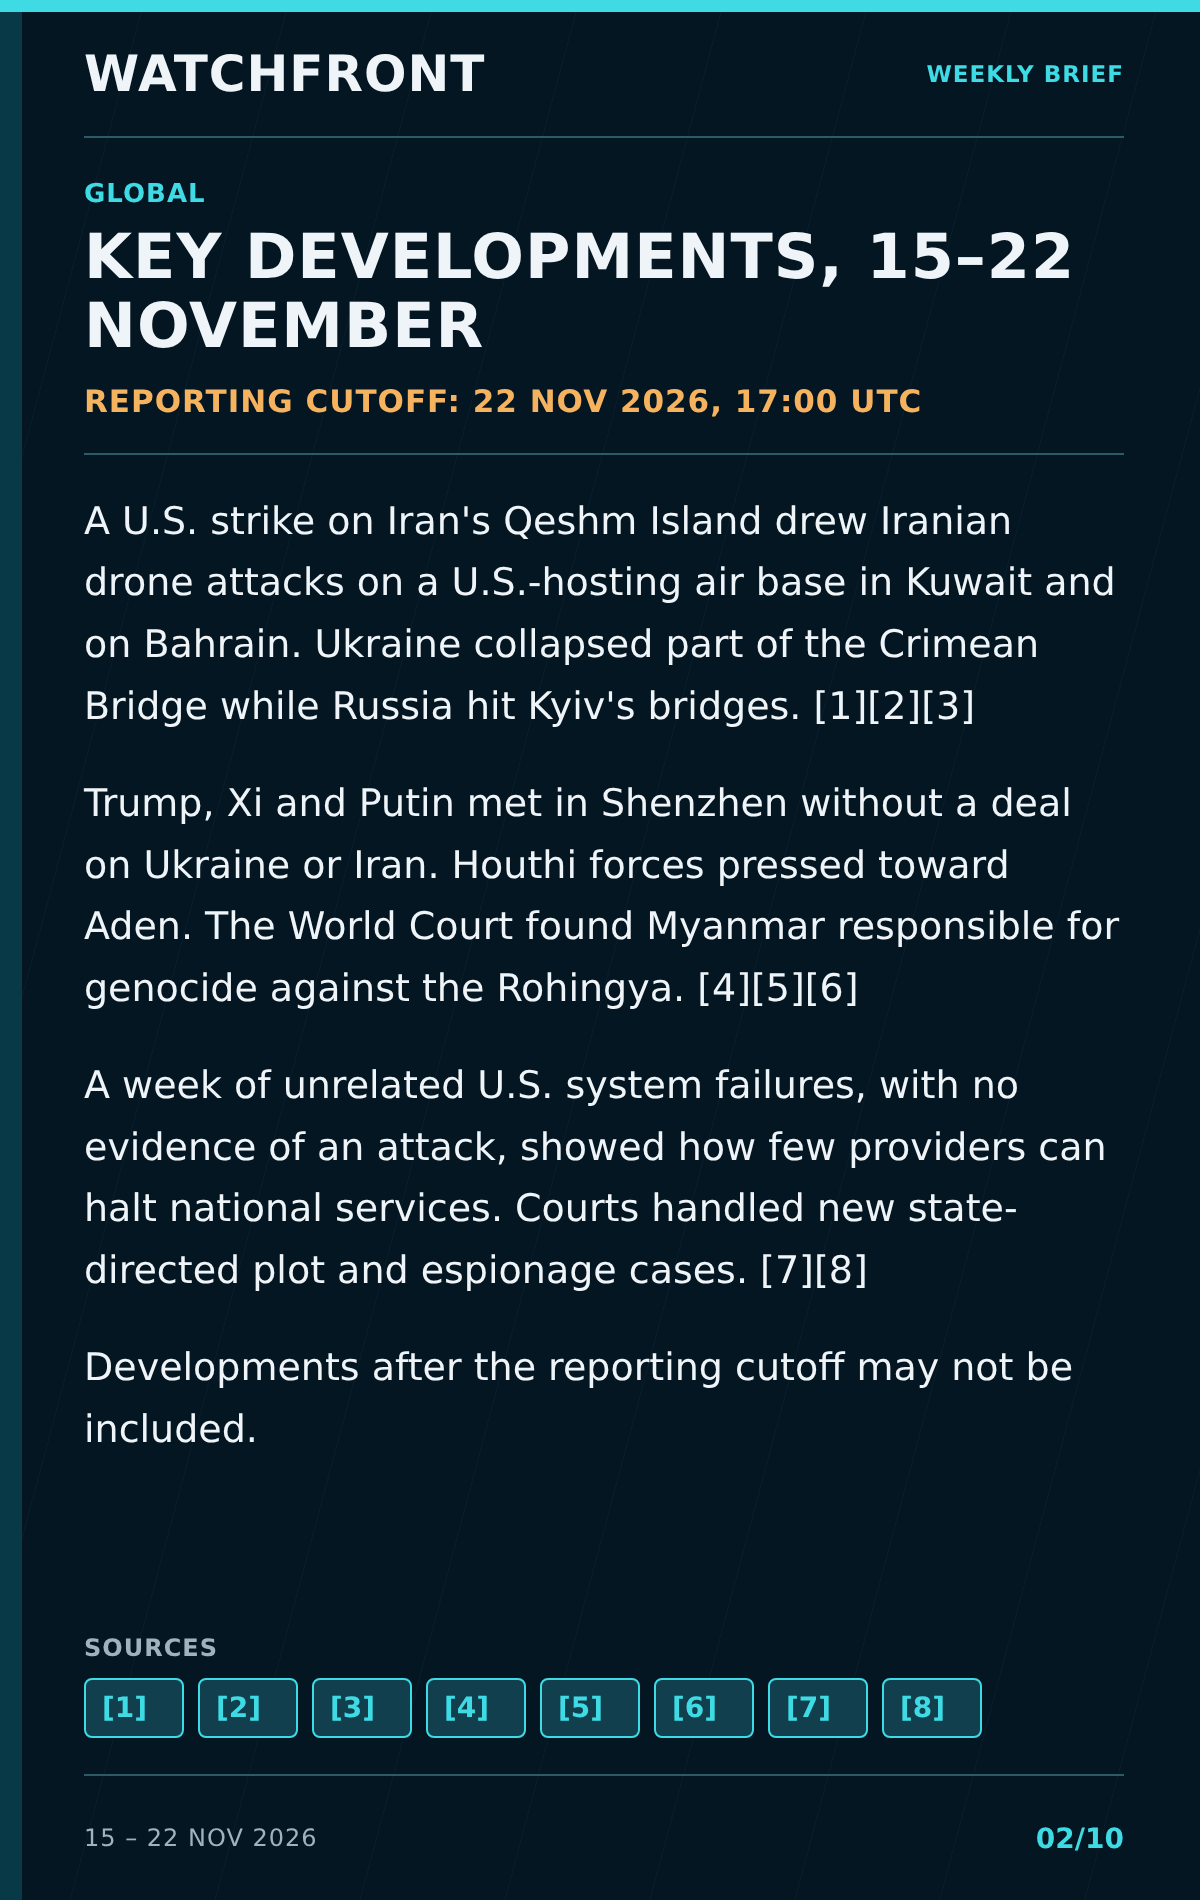 WATCHFRONT
WEEKLY BRIEF
GLOBAL
KEY DEVELOPMENTS, 15–22
NOVEMBER
REPORTING CUTOFF: 22 NOV 2026, 17:00 UTC
A U.S. strike on Iran's Qeshm Island drew Iranian
drone attacks on a U.S.-hosting air base in Kuwait and
on Bahrain. Ukraine collapsed part of the Crimean
Bridge while Russia hit Kyiv's bridges. [1][2][3]
Trump, Xi and Putin met in Shenzhen without a deal
on Ukraine or Iran. Houthi forces pressed toward
Aden. The World Court found Myanmar responsible for
genocide against the Rohingya. [4][5][6]
A week of unrelated U.S. system failures, with no
evidence of an attack, showed how few providers can
halt national services. Courts handled new state-
directed plot and espionage cases. [7][8]
Developments after the reporting cutoff may not be
included.
SOURCES
[1] [2] [3] [4] [5] [6] [7] [8]
15 – 22 NOV 2026
02/10